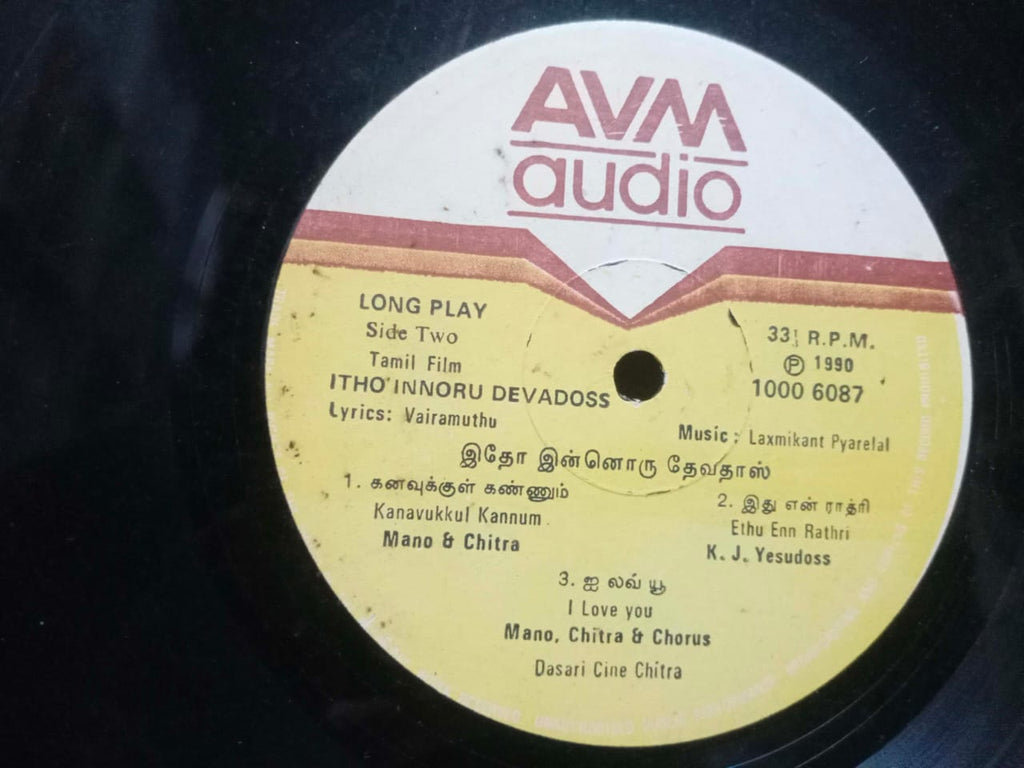 AVM
audio
LONG PLAY
Side Two
Tamil Film
ITHO INNORU DEVADOSS
Lyrics: Vairamuthu
33⅓ R.P.M.
Ⓟ 1990
1000 6087
Music: Laxmikant Pyarelal
இதோ இன்னொரு தேவதாஸ்
1. கனவுக்குள் கண்ணும்
Kanavukkul Kannum
Mano & Chitra
2. இது என் ராத்ரி
Ethu Enn Rathri
K. J. Yesudoss
3. ஐ லவ் யூ
I Love you
Mano, Chitra & Chorus
Dasari Cine Chitra